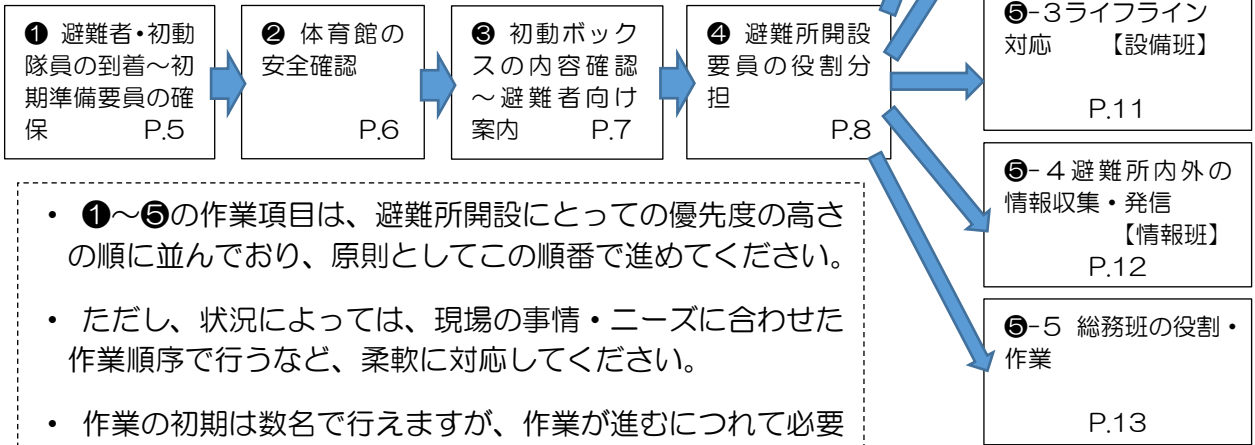 ❶ 避難者・初動
隊員の到着～初
期準備要員の確
保 P.5
❷ 体育館の
安全確認
P.6
❸ 初動ボック
スの内容確認
～避難者向け
案内 P.7
❹ 避難所開設
要員の役割分
担
P.8
❺-3ライフライン
対応 【設備班】
P.11
❺-4避難所内外の
情報収集・発信
【情報班】
P.12
❺-5 総務班の役割・
作業
P.13
• ❶～❺の作業項目は、避難所開設にとっての優先度の高さ
の順に並んでおり、原則としてこの順番で進めてください。
• ただし、状況によっては、現場の事情・ニーズに合わせた
作業順序で行うなど、柔軟に対応してください。
• 作業の初期は数名で行えますが、作業が進むにつれて必要